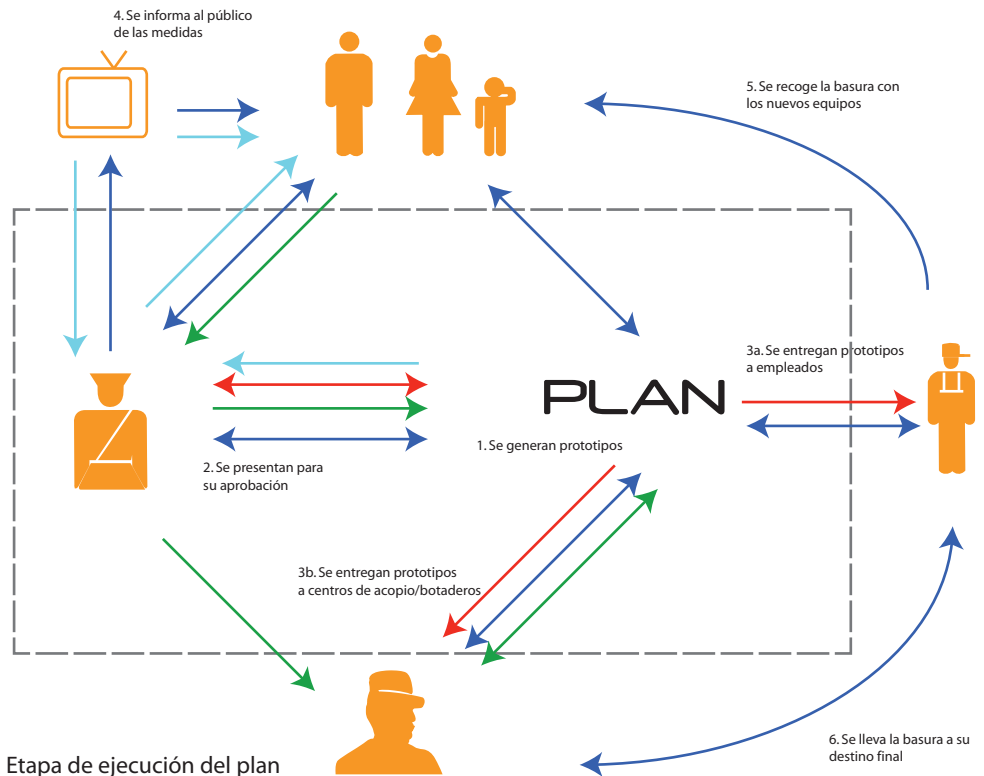 4. Se informa al público
de las medidas
5. Se recoge la basura con
los nuevos equipos
3a. Se entregan prototipos
a empleados
PLAN
1. Se generan prototipos
2. Se presentan para
su aprobación
3b. Se entregan prototipos
a centros de acopio/botaderos
6. Se lleva la basura a su
destino final
Etapa de ejecución del plan